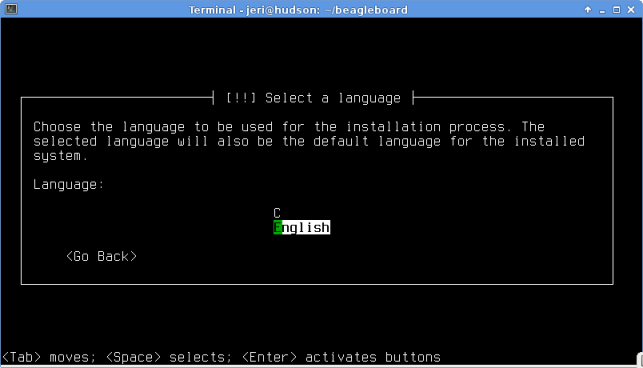 Terminal - jeri@hudson: ~/beagleboard
[!!] Select a language
Choose the language to be used for the installation process. The
selected language will also be the default language for the installed
system.
Language:
C
English
<Go Back>
<Tab> moves; <Space> selects; <Enter> activates buttons